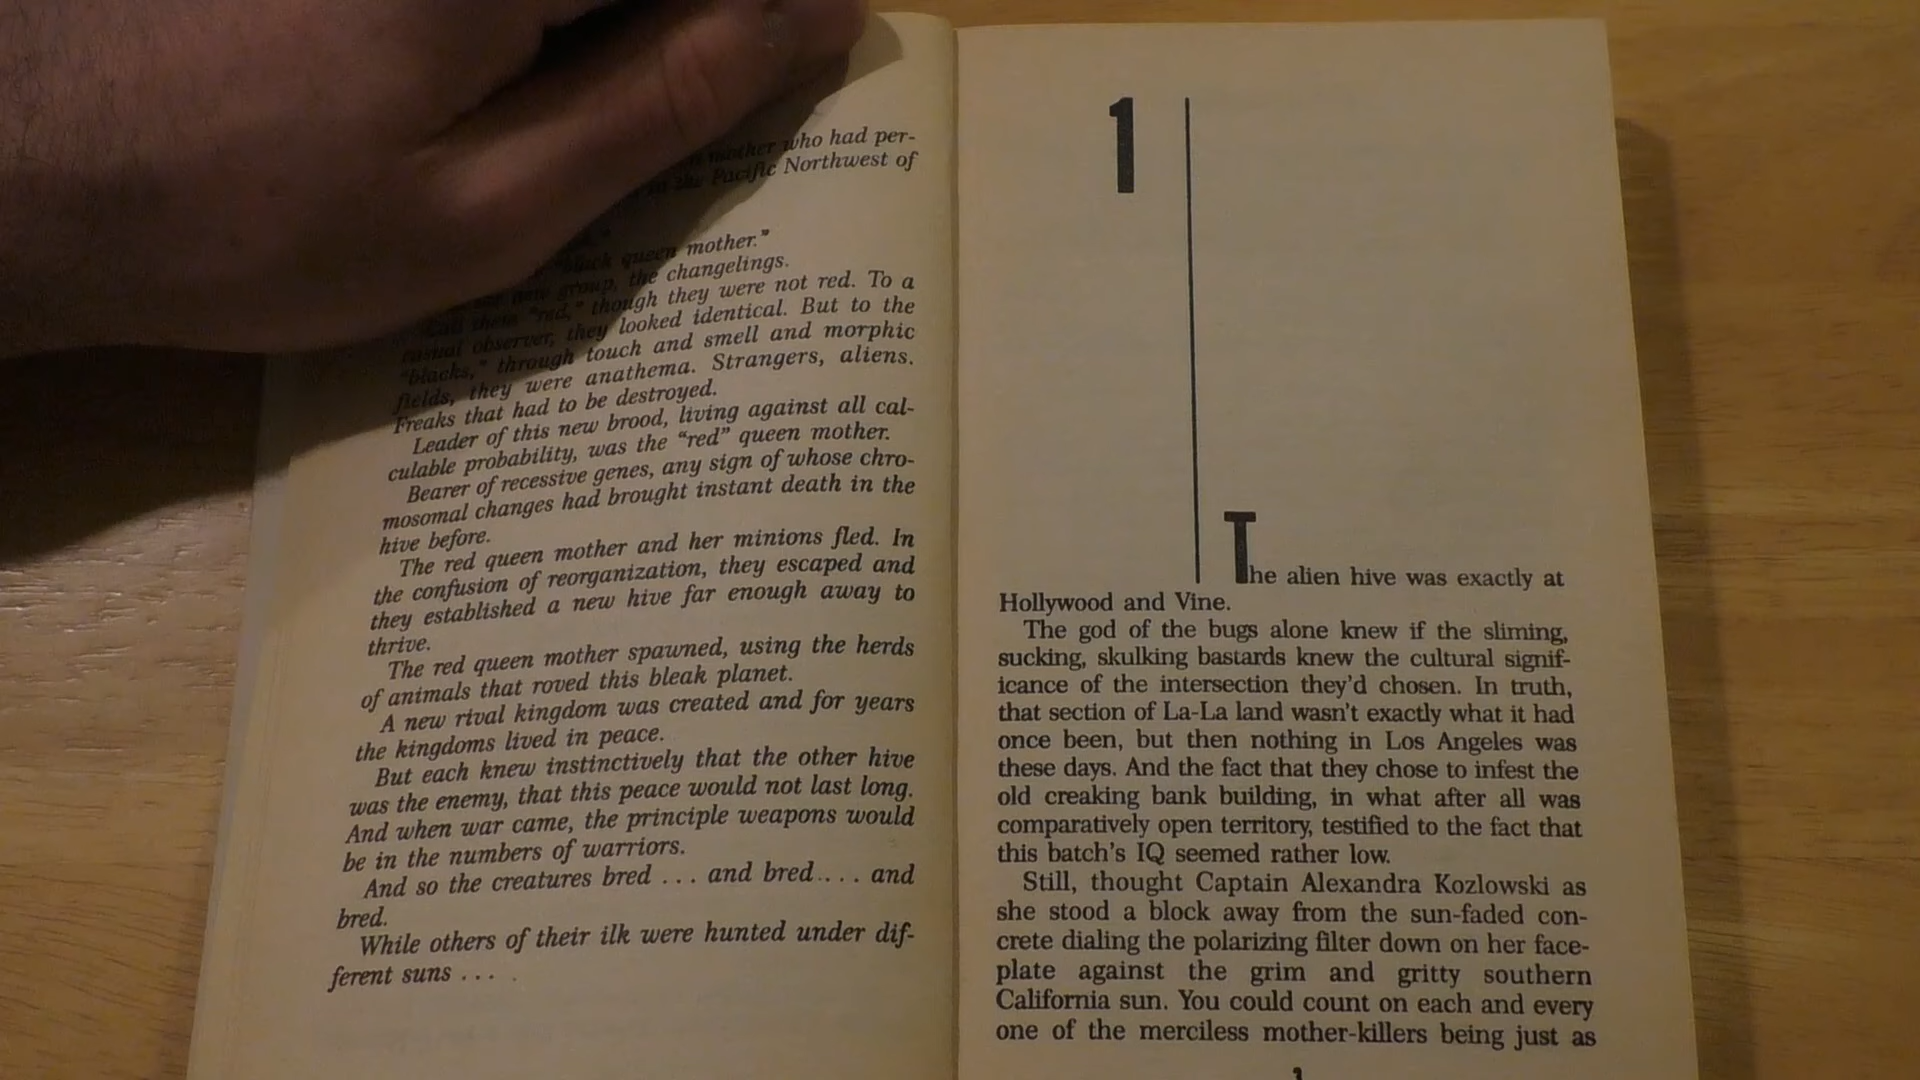 mother who had per-
in the Pacific Northwest of
"black queen mother."
new group, the changelings.
Call them "red," though they were not red. To a
casual observer, they looked identical. But to the
"blacks," through touch and smell and morphic
fields, they were anathema. Strangers, aliens.
Freaks that had to be destroyed.
Leader of this new brood, living against all cal-
culable probability, was the "red" queen mother.
Bearer of recessive genes, any sign of whose chro-
mosomal changes had brought instant death in the
hive before.
The red queen mother and her minions fled. In
the confusion of reorganization, they escaped and
they established a new hive far enough away to
thrive.
The red queen mother spawned, using the herds
of animals that roved this bleak planet.
A new rival kingdom was created and for years
the kingdoms lived in peace.
But each knew instinctively that the other hive
was the enemy, that this peace would not last long.
And when war came, the principle weapons would
be in the numbers of warriors.
And so the creatures bred . . . and bred . . . and
bred.
While others of their ilk were hunted under dif-
ferent suns . . .
1
The alien hive was exactly at
Hollywood and Vine.
The god of the bugs alone knew if the sliming,
sucking, skulking bastards knew the cultural signif-
icance of the intersection they'd chosen. In truth,
that section of La-La land wasn't exactly what it had
once been, but then nothing in Los Angeles was
these days. And the fact that they chose to infest the
old creaking bank building, in what after all was
comparatively open territory, testified to the fact that
this batch's IQ seemed rather low.
Still, thought Captain Alexandra Kozlowski as
she stood a block away from the sun-faded con-
crete dialing the polarizing filter down on her face-
plate against the grim and gritty southern
California sun. You could count on each and every
one of the merciless mother-killers being just as